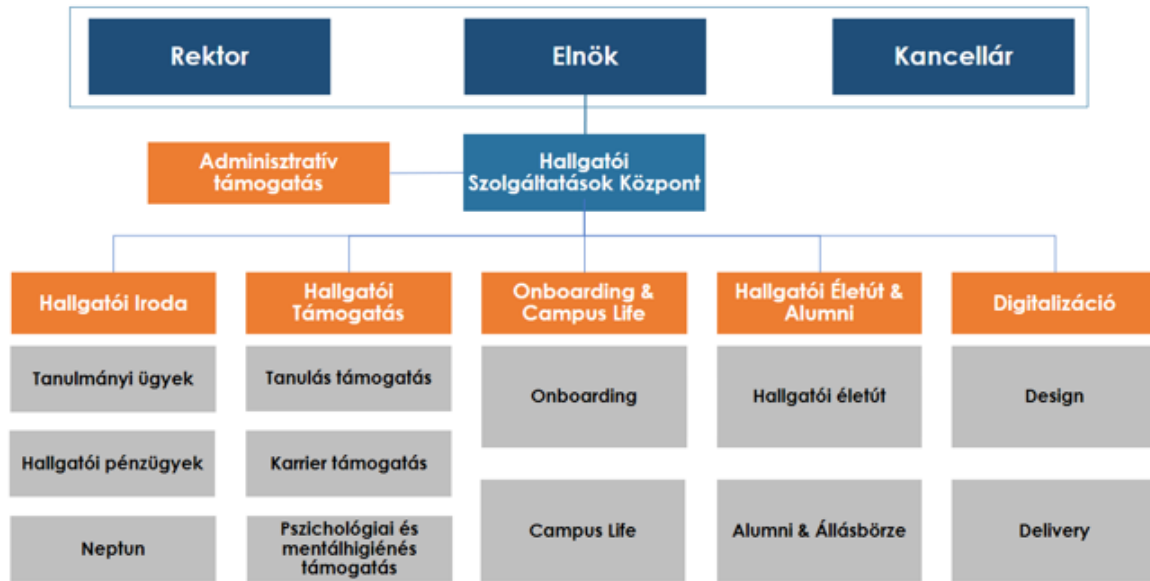 Rektor
Elnök
Kancellár
Adminisztratív
támogatás
Hallgatói
Szolgáltatások Központ
Hallgatói Iroda
Hallgatói
Támogatás
Onboarding &
Campus Life
Hallgatói Életút &
Alumni
Digitalizáció
Tanulmányi ügyek
Tanulás támogatás
Onboarding
Hallgatói életút
Design
Hallgatói pénzügyek
Karrier támogatás
Neptun
Pszichológiai és
mentálhigiénés
támogatás
Campus Life
Alumni & Állásbörze
Delivery